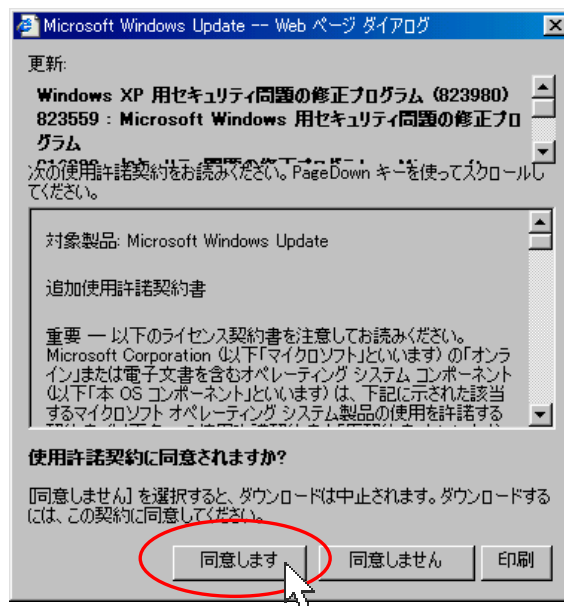 Microsoft Windows Update -- Web ページ ダイアログ
更新:
Windows XP 用セキュリティ問題の修正プログラム (823980)
823559 : Microsoft Windows 用セキュリティ問題の修正プロ
グラム
次の使用許諾契約をお読みください。PageDown キーを使ってスクロールし
てください。
対象製品: Microsoft Windows Update
追加使用許諾契約書
重要 — 以下のライセンス契約書を注意してお読みください。
Microsoft Corporation (以下「マイクロソフト」といいます) の「オンラ
イン」または電子文書を含むオペレーティング システム コンポーネント
(以下「本 OS コンポーネント」といいます) は、下記に示された該当
するマイクロソフト オペレーティング システム製品の使用を許諾する
使用許諾契約に同意されますか?
[同意しません] を選択すると、ダウンロードは中止されます。ダウンロードする
には、この契約に同意してください。
同意します 同意しません 印刷